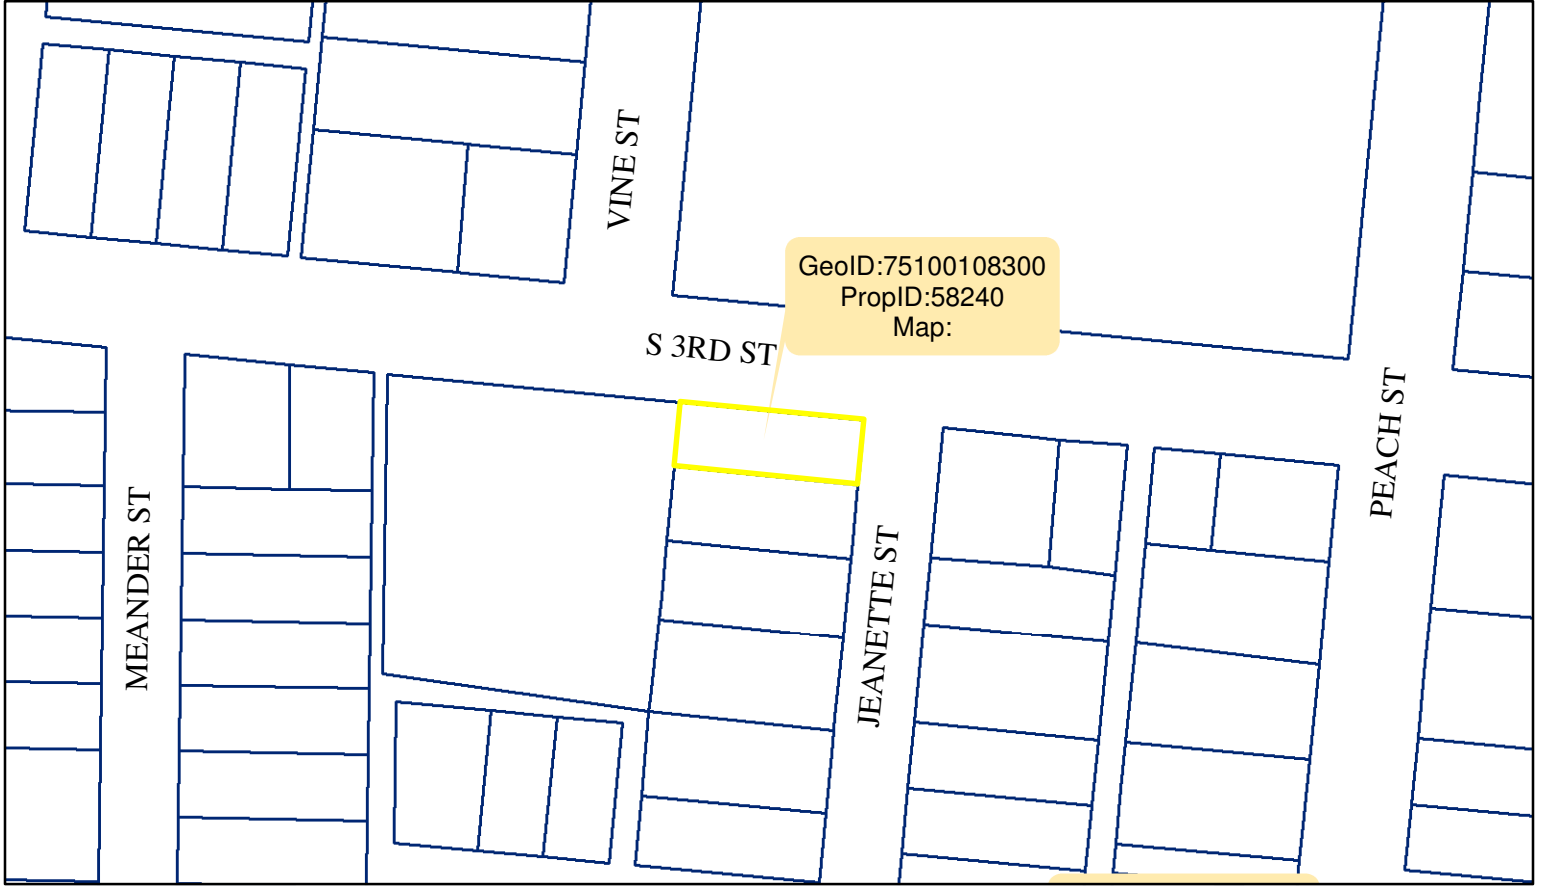 VINE ST
GeoID:75100108300
PropID:58240
Map:
S 3RD ST
PEACH ST
MEANDER ST
JEANETTE ST